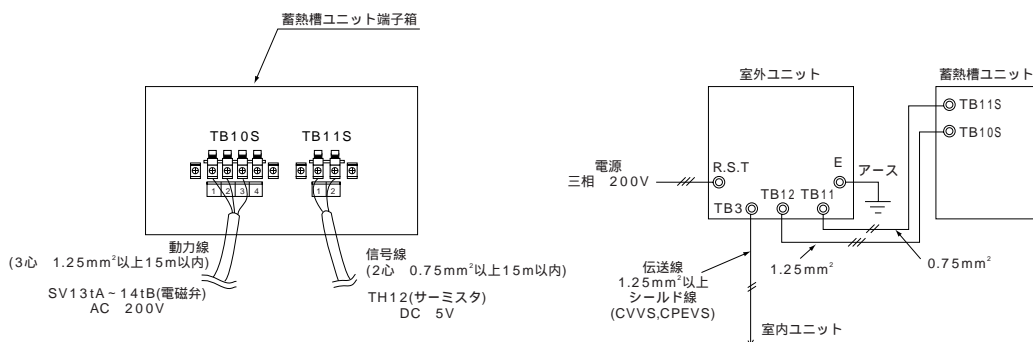 蓄熱槽ユニット端子箱
TB10S
TB11S
1 2 3 4
1 2
動力線
(3心 1.25mm²以上15m以内)
SV13tA~14tB(電磁弁)
AC 200V
信号線
(2心 0.75mm²以上15m以内)
TH12(サーミスタ)
DC 5V
室外ユニット
蓄熱槽ユニット
TB11S
TB10S
電源
三相 200V
R.S.T
E
アース
TB3
TB12
TB11
伝送線
1.25mm²以上
シールド線
(CVVS,CPEVS)
1.25mm²
0.75mm²
室内ユニット